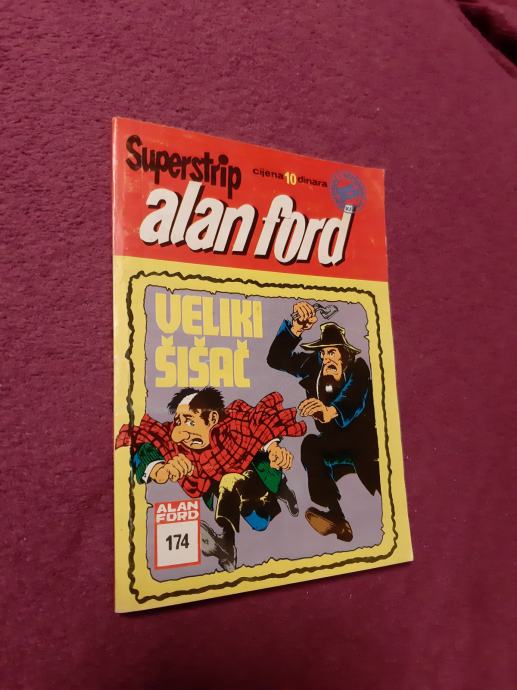 Superstrip
cijena 10 dinara
alan ford
VELIKI
ŠIŠAČ
ALAN
FORD
174